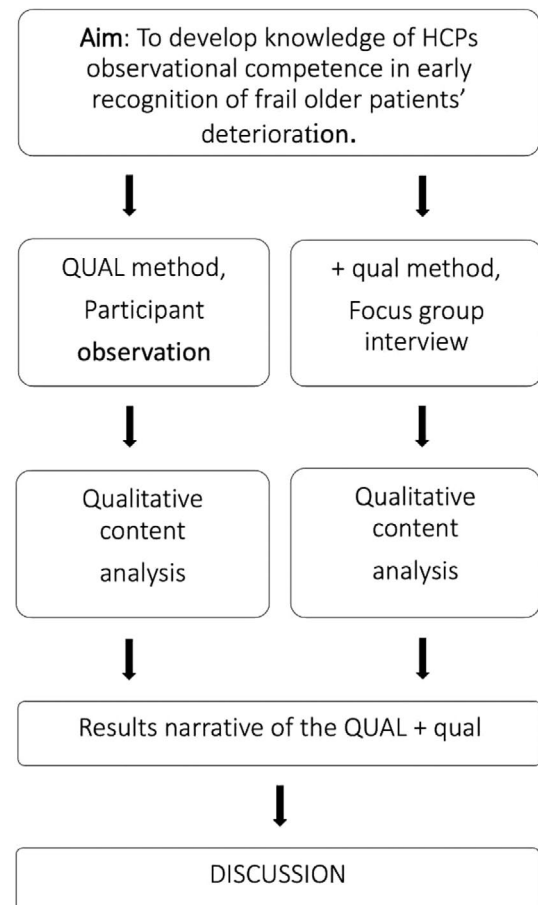 Aim: To develop knowledge of HCPs
observational competence in early
recognition of frail older patients’
deterioration.
QUAL method,
Participant
observation
+ qual method,
Focus group
interview
Qualitative
content
analysis
Qualitative
content
analysis
Results narrative of the QUAL + qual
DISCUSSION